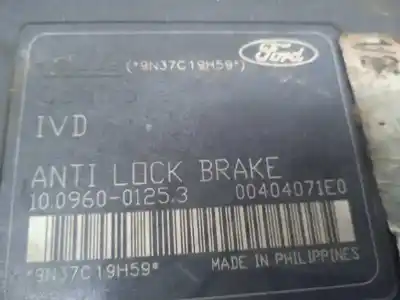 (*9N37C19H59*) Ford
IVD
ANTI LOCK BRAKE
10.0960-0125.3 00404071E0
*9N37C19H59* MADE IN PHILIPPINES